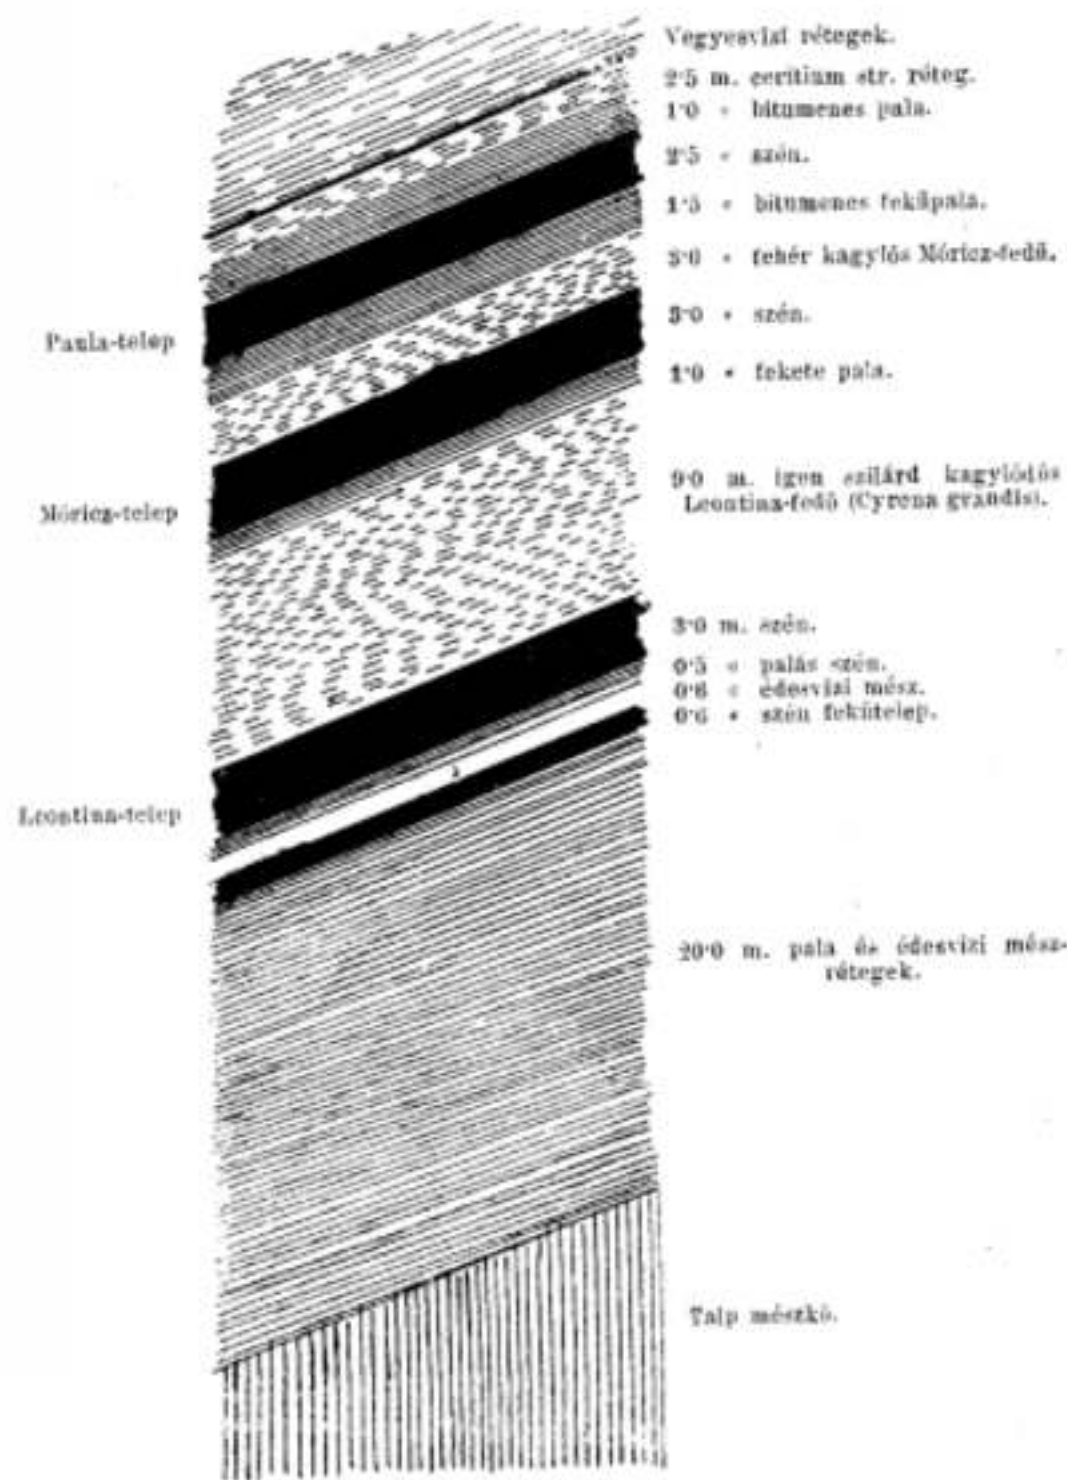 Vegyesvizi rétegek.
2·5 m. ceritium str. réteg.
1·0 « bitumenes pala.
2·5 « szén.
1·5 « bitumenes feküpala.
3·0 « fehér kagylós Móricz-fedü.
Paula-telep
3·0 « szén.
1·0 « fekete pala.
Móricz-telep
9·0 m. igen szilárd kagylódús
Leontina-fedü (Cyrena grandis).
3·0 m. szén.
0·5 « palás szén.
0·8 « édesvizi mész.
0·6 « szén fekütelep.
Leontina-telep
20·0 m. pala és édesvizi mész-
rétegek.
Talp mészkő.